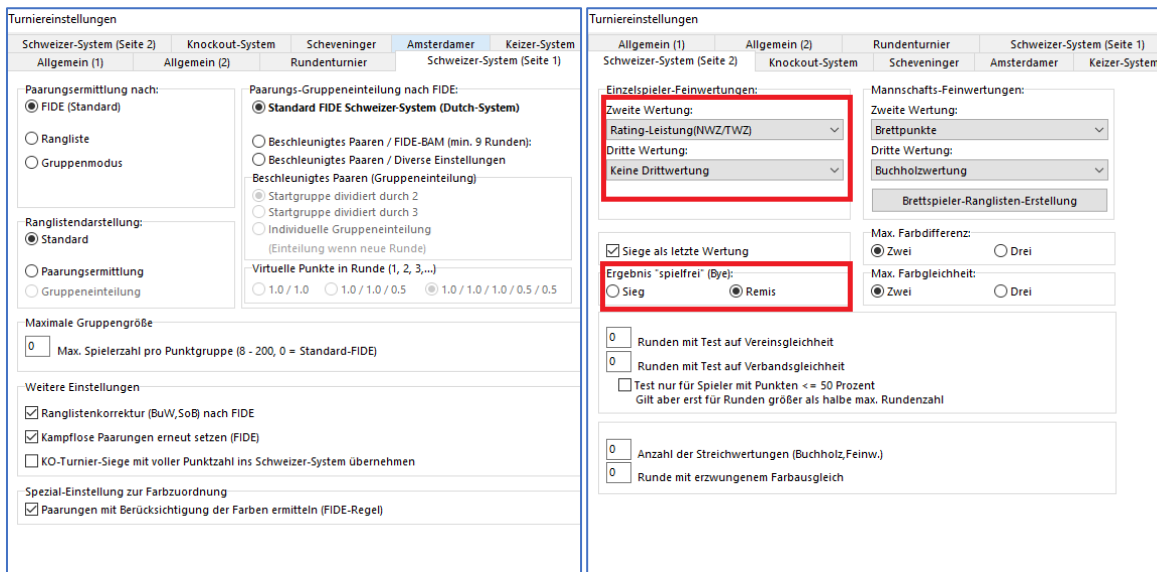 Turniereinstellungen
Schweizer-System (Seite 2) Knockout-System Scheveninger Amsterdamer Keizer-System
Allgemein (1) Allgemein (2) Rundenturnier Schweizer-System (Seite 1)
Paarungsermittlung nach:
FIDE (Standard)
Rangliste
Gruppenmodus
Paarungs-Gruppeneinteilung nach FIDE:
Standard FIDE Schweizer-System (Dutch-System)
Beschleunigtes Paaren / FIDE-BAM (min. 9 Runden):
Beschleunigtes Paaren / Diverse Einstellungen
Beschleunigtes Paaren (Gruppeneinteilung)
Startgruppe dividiert durch 2
Startgruppe dividiert durch 3
Individuelle Gruppeneinteilung
(Einteilung wenn neue Runde)
Ranglistendarstellung:
Standard
Paarungsermittlung
Gruppeneinteilung
Virtuelle Punkte in Runde (1, 2, 3,...)
1.0 / 1.0 1.0 / 1.0 / 0.5 1.0 / 1.0 / 1.0 / 0.5 / 0.5
Maximale Gruppengröße
0 Max. Spielerzahl pro Punktgruppe (8 - 200, 0 = Standard-FIDE)
Weitere Einstellungen
Ranglistenkorrektur (BuW,SoB) nach FIDE
Kampflose Paarungen erneut setzen (FIDE)
KO-Turnier-Siege mit voller Punktzahl ins Schweizer-System übernehmen
Spezial-Einstellung zur Farbzuordnung
Paarungen mit Berücksichtigung der Farben ermitteln (FIDE-Regel)
Turniereinstellungen
Allgemein (1) Allgemein (2) Rundenturnier Schweizer-System (Seite 1)
Schweizer-System (Seite 2) Knockout-System Scheveninger Amsterdamer Keizer-System
Einzelspieler-Feinwertungen:
Zweite Wertung:
Rating-Leistung(NWZ/TWZ)
Dritte Wertung:
Keine Drittwertung
Mannschafts-Feinwertungen:
Zweite Wertung:
Brettpunkte
Dritte Wertung:
Buchholzwertung
Brettspieler-Ranglisten-Erstellung
Siege als letzte Wertung
Ergebnis "spielfrei" (Bye):
Sieg Remis
Max. Farbdifferenz:
Zwei Drei
Max. Farbgleichheit:
Zwei Drei
0 Runden mit Test auf Vereinsgleichheit
0 Runden mit Test auf Verbandsgleichheit
Test nur für Spieler mit Punkten <= 50 Prozent
Gilt aber erst für Runden größer als halbe max. Rundenzahl
0 Anzahl der Streichwertungen (Buchholz,Feinw.)
0 Runde mit erzwungenem Farbausgleich